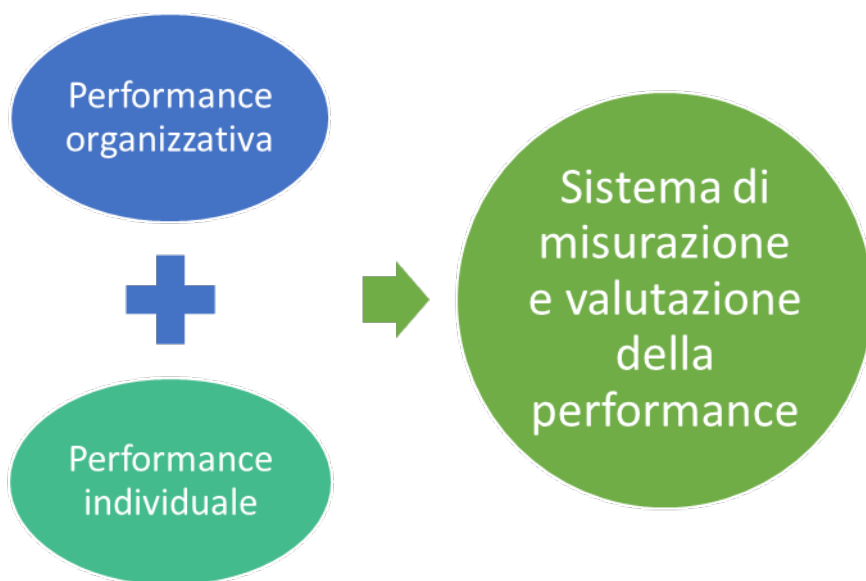 Performance
organizzativa
Performance
individuale
Sistema di
misurazione
e valutazione
della
performance